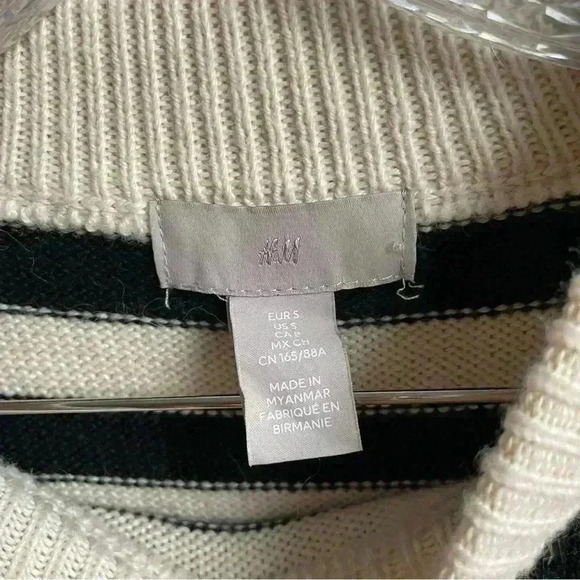 H&M
EUR S
US S
CA P
MX CH
CN 165/88A
MADE IN
MYANMAR
FABRIQUÉ EN
BIRMANIE